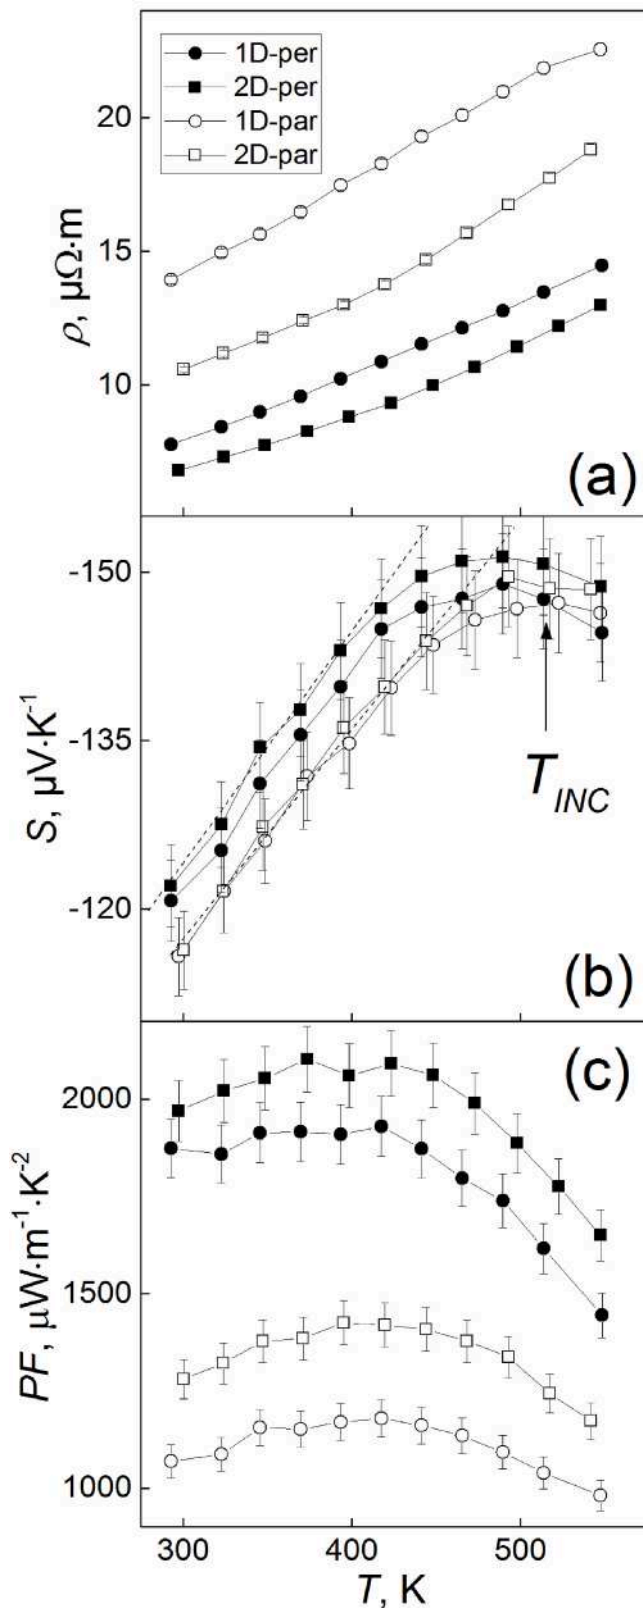 1D-per
2D-per
1D-par
2D-par
20
15
10
ρ, μΩ·m
(a)
-150
-135
-120
S, μV·K⁻¹
T_INC
(b)
(c)
2000
1500
1000
PF, μW·m⁻¹·K⁻²
300
400
500
T, K